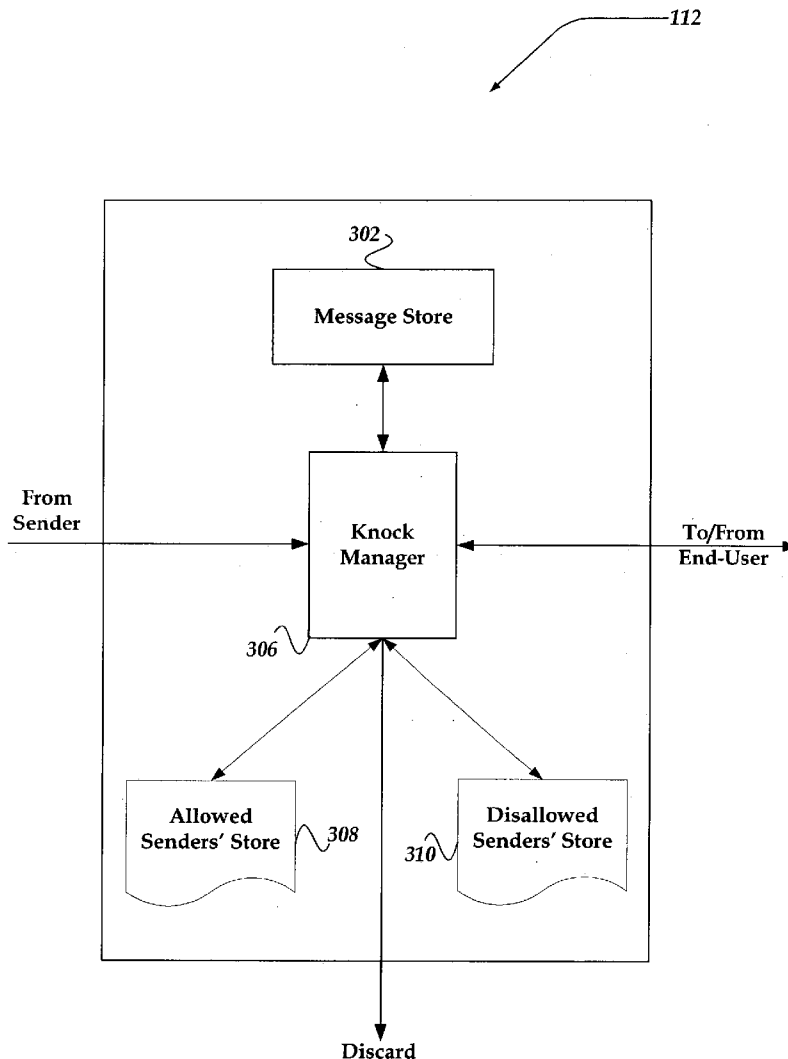 112
302
Message Store
From
Sender
Knock
Manager
To/From
End-User
306
Allowed
Senders' Store
308
310
Disallowed
Senders' Store
Discard